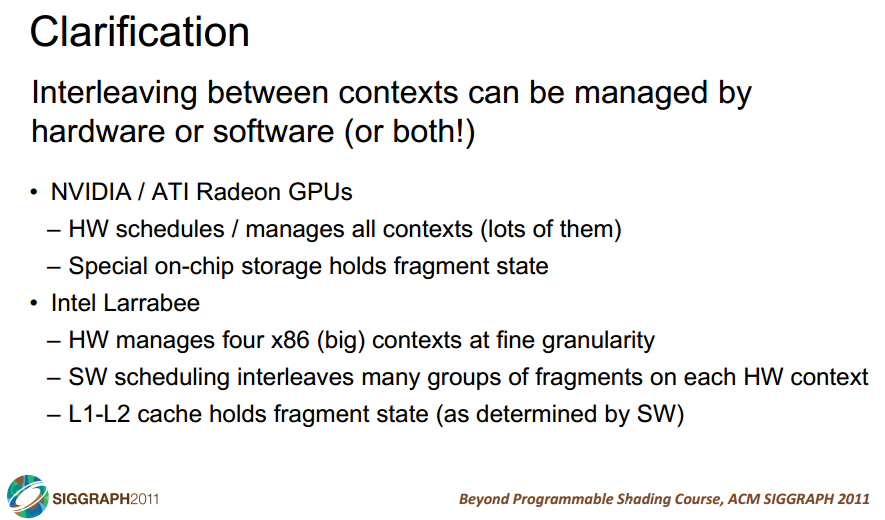 Clarification
Interleaving between contexts can be managed by
hardware or software (or both!)
• NVIDIA / ATI Radeon GPUs
– HW schedules / manages all contexts (lots of them)
– Special on-chip storage holds fragment state
• Intel Larrabee
– HW manages four x86 (big) contexts at fine granularity
– SW scheduling interleaves many groups of fragments on each HW context
– L1-L2 cache holds fragment state (as determined by SW)
SIGGRAPH2011
Beyond Programmable Shading Course, ACM SIGGRAPH 2011